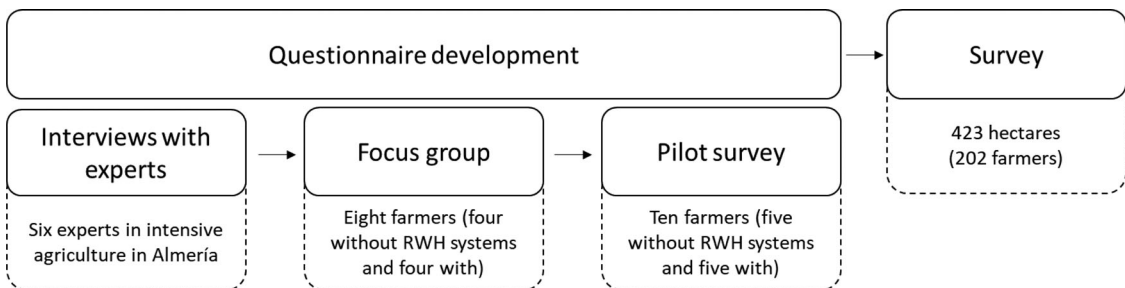 Questionnaire development
Survey
Interviews with
experts
Focus group
Pilot survey
423 hectares
(202 farmers)
Six experts in intensive
agriculture in Almería
Eight farmers (four
without RWH systems
and four with)
Ten farmers (five
without RWH systems
and five with)